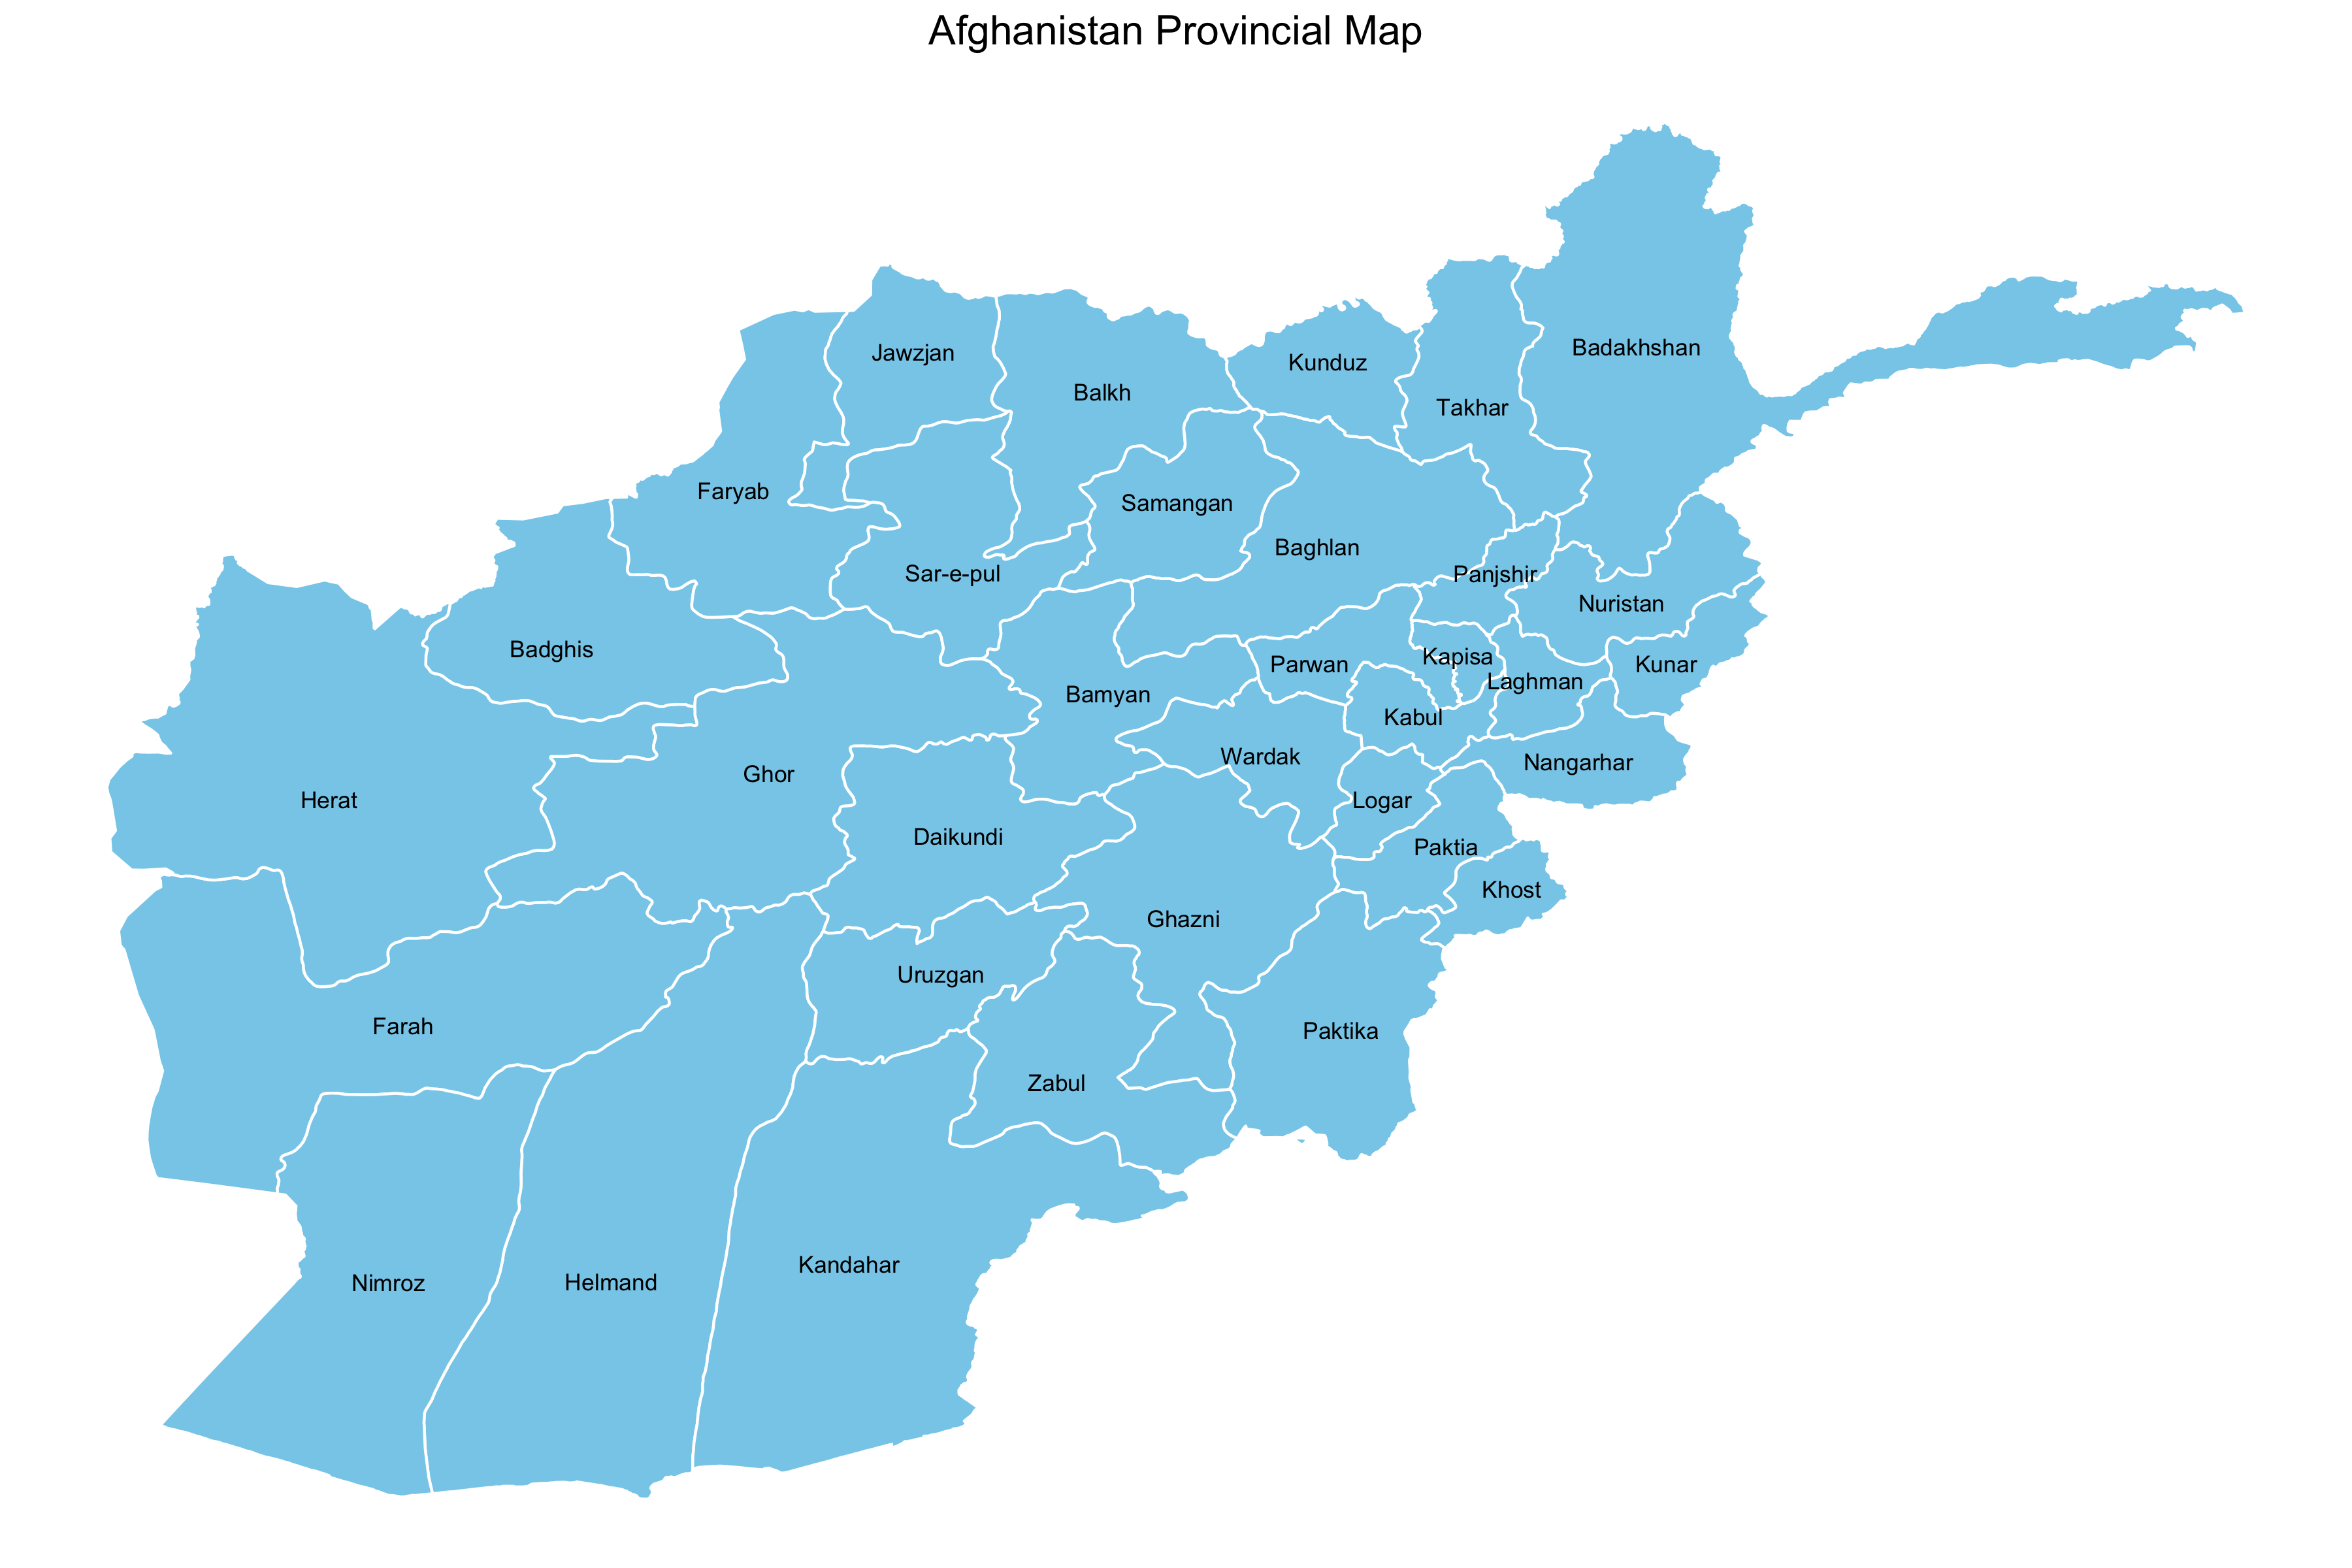 Afghanistan Provincial Map
Badakhshan
Jawzjan
Kunduz
Balkh
Takhar
Faryab
Samangan
Baghlan
Sar-e-pul
Panjshir
Nuristan
Badghis
Kapisa
Parwan
Kunar
Laghman
Bamyan
Kabul
Wardak
Nangarhar
Ghor
Herat
Logar
Daikundi
Paktia
Khost
Ghazni
Uruzgan
Farah
Paktika
Zabul
Kandahar
Nimroz
Helmand